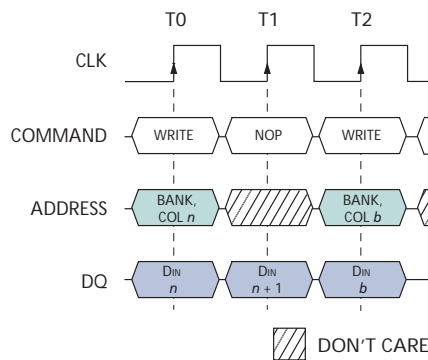 T0 T1 T2
CLK
COMMAND WRITE NOP WRITE
ADDRESS BANK, COL n BANK, COL b
DQ DIN n DIN n + 1 DIN b
DON'T CARE